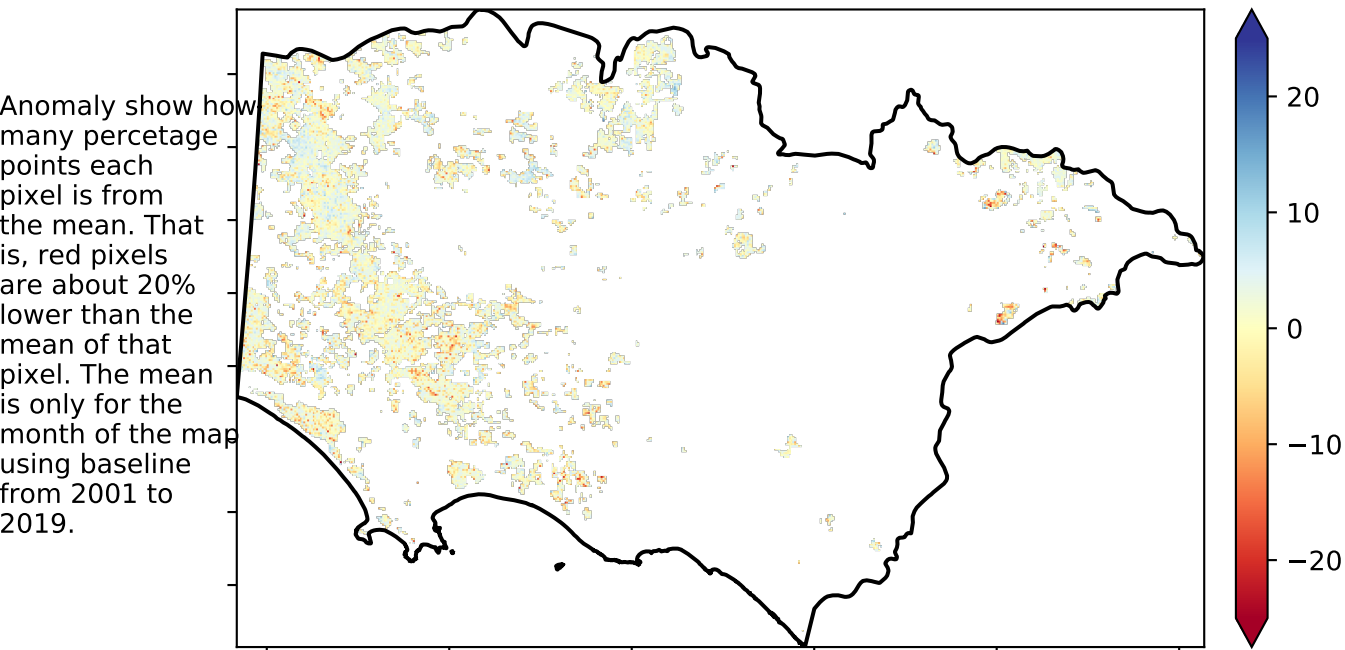 Anomaly show how
many percetage
points each
pixel is from
the mean. That
is, red pixels
are about 20%
lower than the
mean of that
pixel. The mean
is only for the
month of the map
using baseline
from 2001 to
2019.
20
10
0
−10
−20